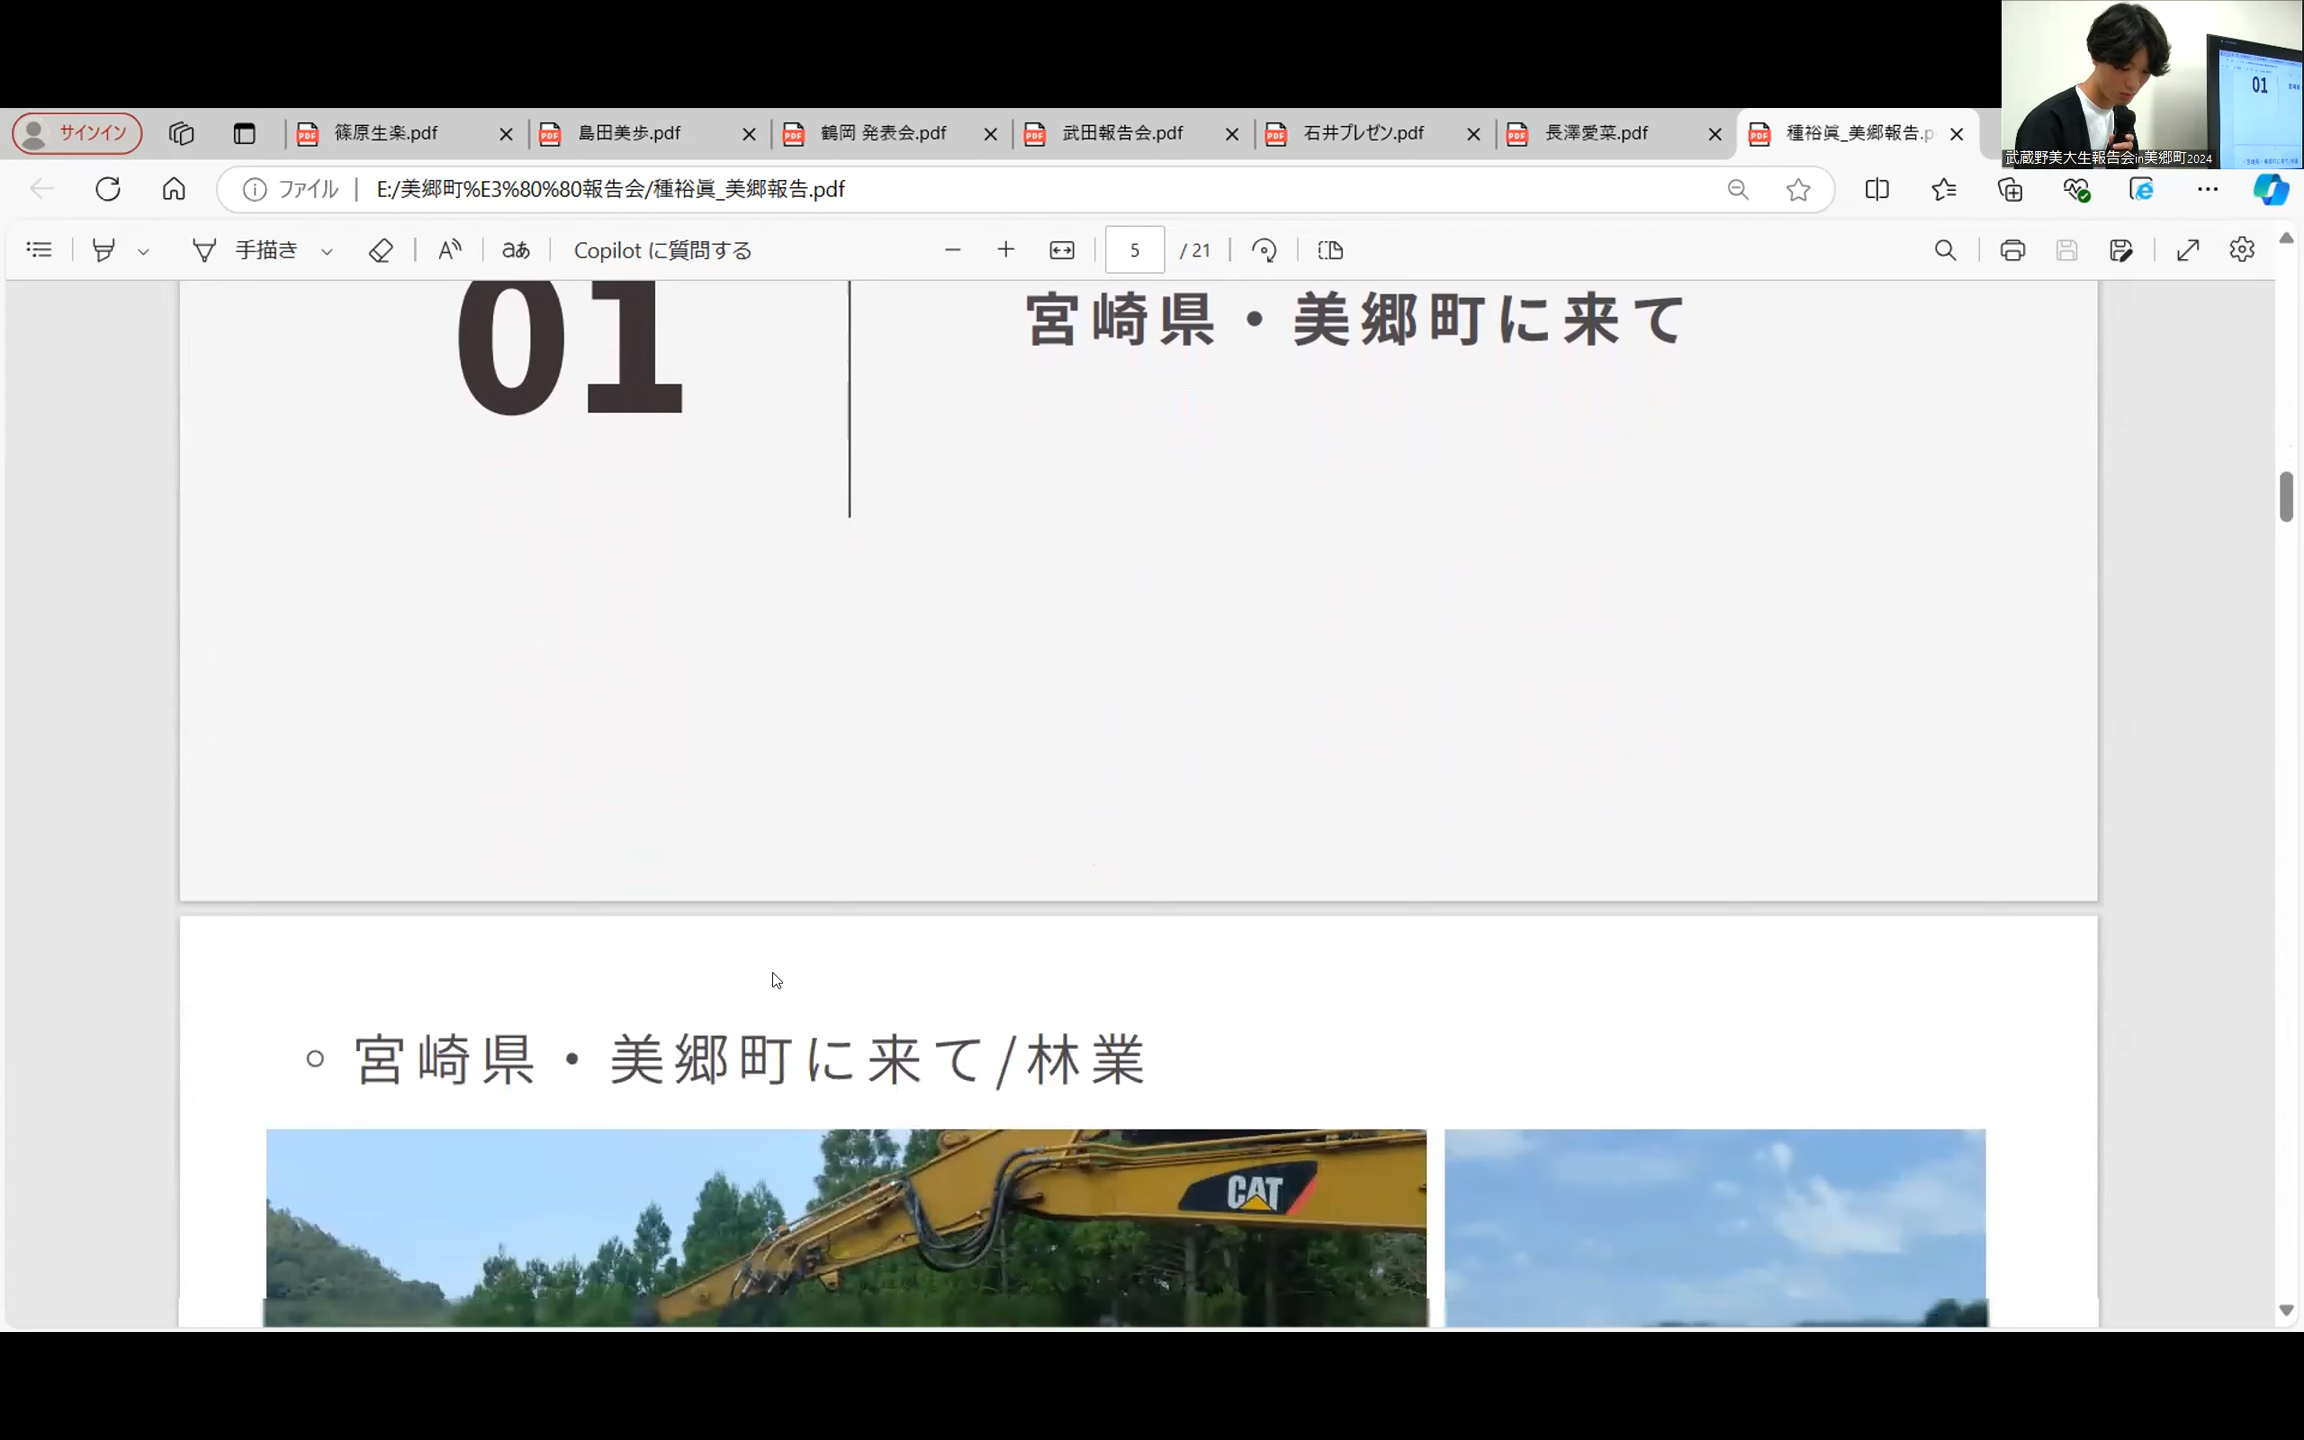 サインイン
篠原生楽.pdf
島田美歩.pdf
鶴岡 発表会.pdf
武田報告会.pdf
石井プレゼン.pdf
長澤愛菜.pdf
種裕眞_美郷報告.p
ファイル
E:/美郷町%E3%80%80報告会/種裕眞_美郷報告.pdf
手描き
aあ
Copilot に質問する
5
/ 21
01
武蔵野美大生報告会in美郷町2024
01
宮崎県・美郷町に来て
宮崎県・美郷町に来て/林業
CAT